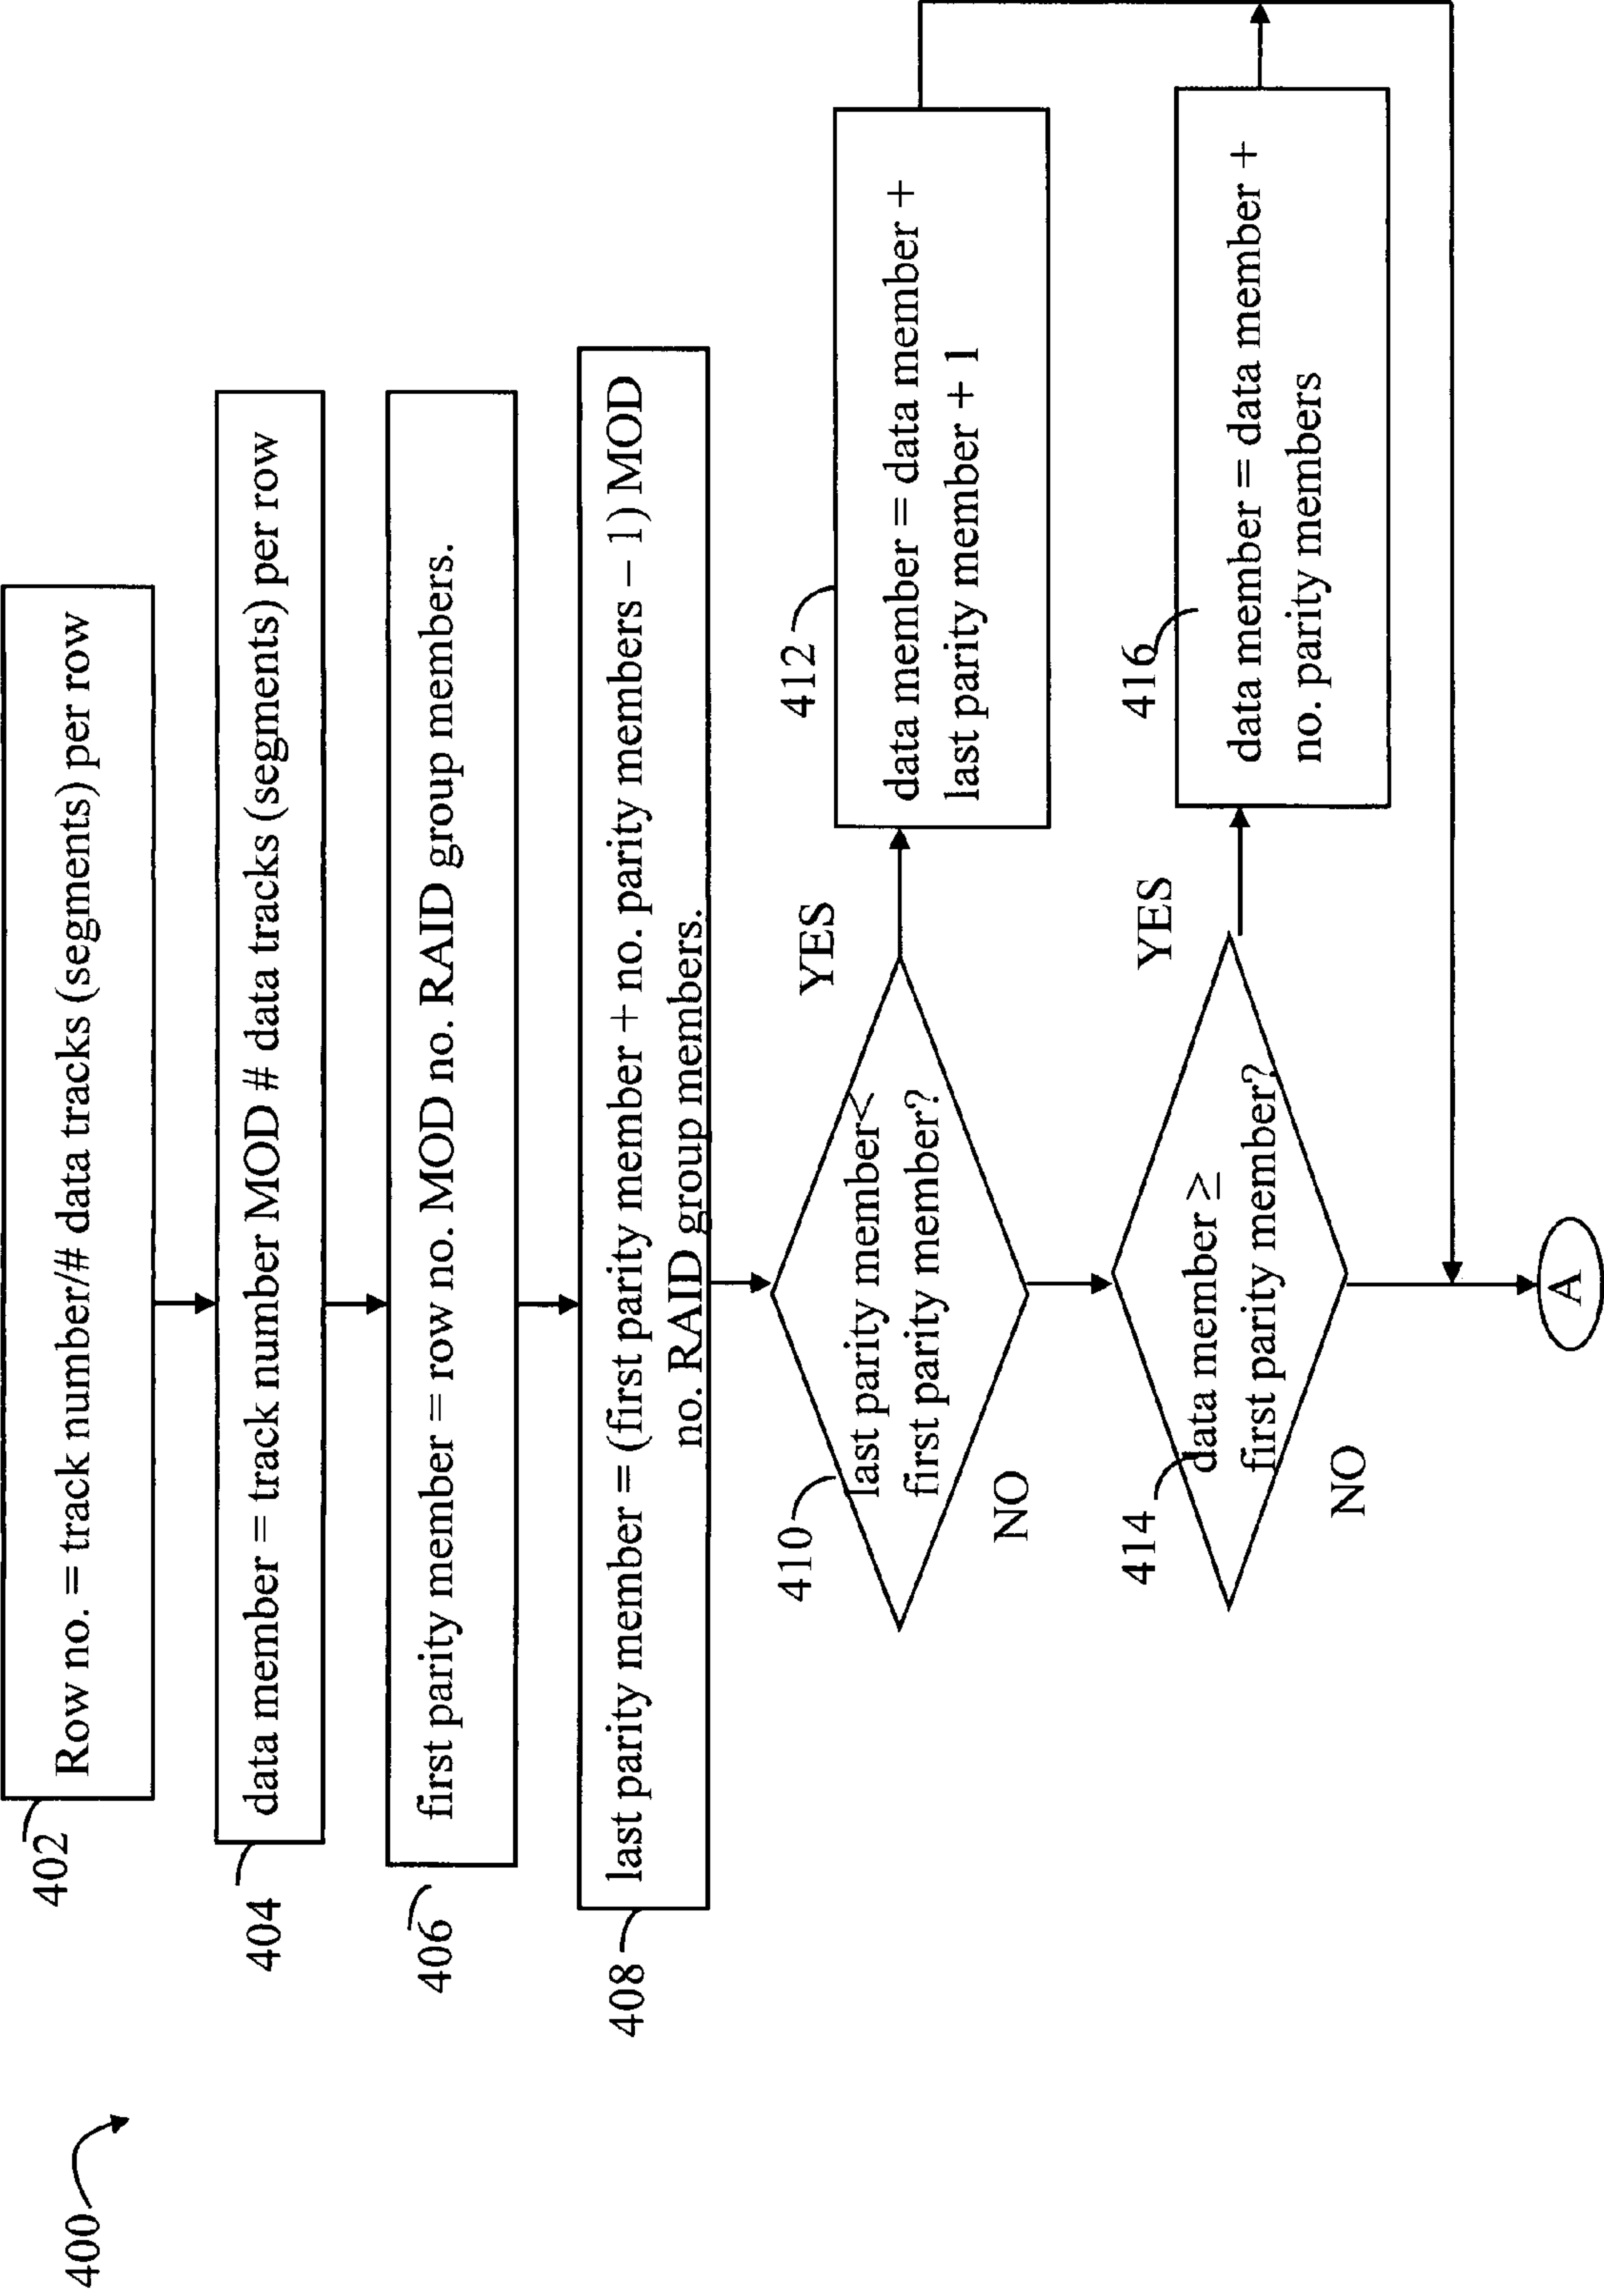 400
402
Row no. = track number/# data tracks (segments) per row
404
data member = track number MOD # data tracks (segments) per row
406
first parity member = row no. MOD no. RAID group members.
408
last parity member = (first parity member + no. parity members – 1) MOD
no. RAID group members.
410
last parity member<
first parity member?
YES
412
data member = data member +
last parity member + 1
NO
414
data member ≥
first parity member?
YES
416
data member = data member +
no. parity members
NO
A